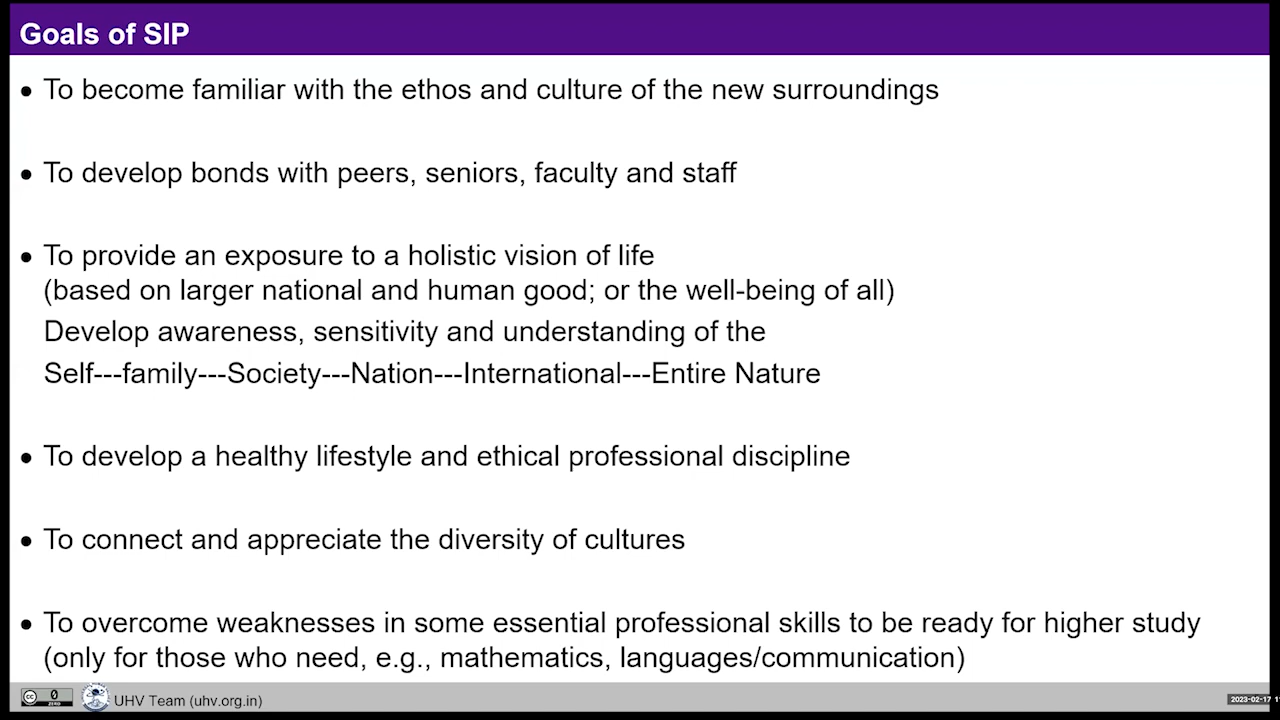 Goals of SIP
• To become familiar with the ethos and culture of the new surroundings
• To develop bonds with peers, seniors, faculty and staff
• To provide an exposure to a holistic vision of life
(based on larger national and human good; or the well-being of all)
Develop awareness, sensitivity and understanding of the
Self---family---Society---Nation---International---Entire Nature
• To develop a healthy lifestyle and ethical professional discipline
• To connect and appreciate the diversity of cultures
• To overcome weaknesses in some essential professional skills to be ready for higher study
(only for those who need, e.g., mathematics, languages/communication)
cc 0 ZERO
UHV Team (uhv.org.in)
2023-02-17